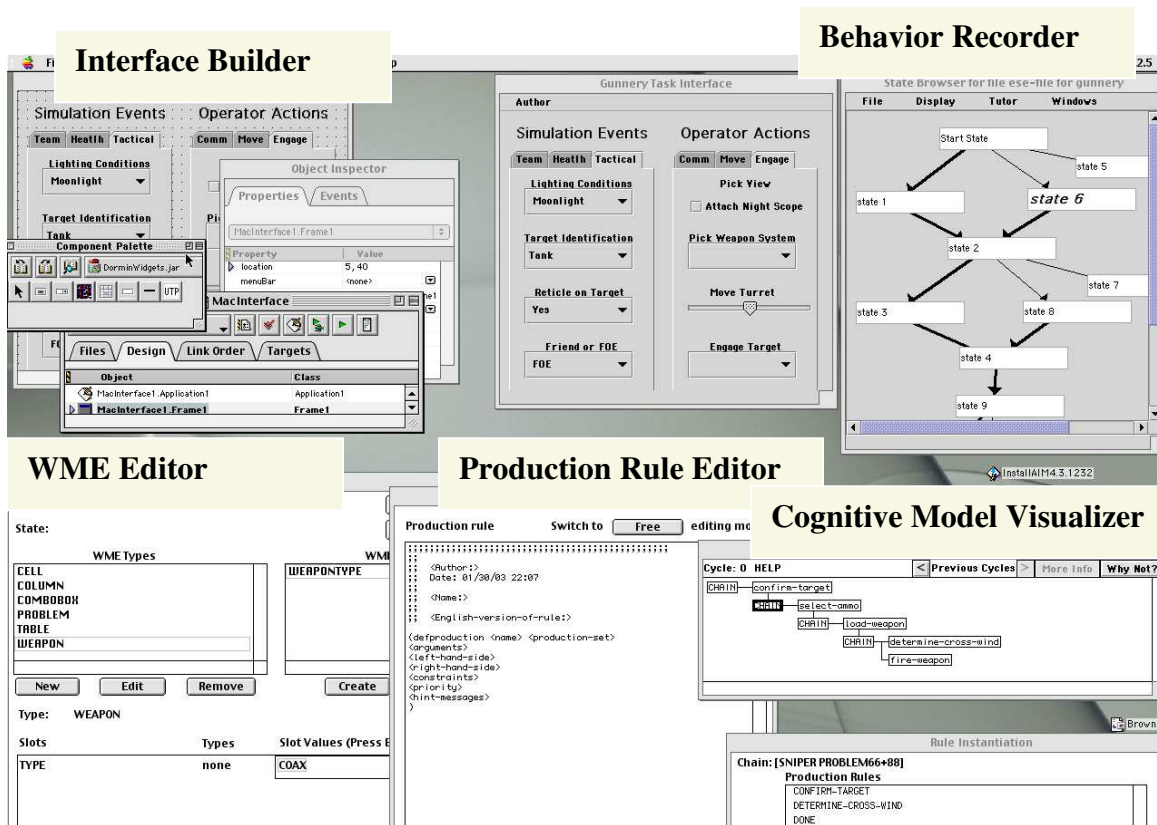 Interface Builder
Behavior Recorder
2.5
Simulation Events
Operator Actions
Team Heatlh Tactical
Comm Move Engage
Lighting Conditions
Moonlight
Target Identification
Tank
Object Inspector
Properties Events
MacInterface1.Frame1
Property Value
location 5,40
menuBar <none>
Component Palette
DorminWidgets.jar
UTP
MacInterface
Files Design Link Order Targets
Object Class
MacInterface1.Application1 Application1
MacInterface1.Frame1 Frame1
Gunnery Task Interface
Author
Simulation Events
Operator Actions
Team Heatlh Tactical
Comm Move Engage
Lighting Conditions
Moonlight
Target Identification
Tank
Reticle on Target
Yes
Friend or FOE
FOE
Pick View
Attach Night Scope
Pick Weapon System
Move Turret
Engage Target
State Browser for file ese-file for gunnery
File Display Tutor Windows
Start State
state 5
state 1
state 6
state 2
state 7
state 3
state 8
state 4
state 9
InstallAIM4.3.1232
WME Editor
State:
WME Types
CELL
COLUMN
COMBOBOX
PROBLEM
TABLE
WEAPON
WEAPONTYPE
New Edit Remove
Create
Type: WEAPON
Slots Types Slot Values (Press E
TYPE none COAX
Production Rule Editor
Production rule Switch to Free editing mo
;; <Author:>
;; Date: 01/30/03 22:07
;;
;; <Name:>
;;
;; <English-version-of-rule:>
(defproduction <name> <production-set>
<arguments>
<left-hand-side>
<right-hand-side>
<constraints>
<priority>
<hint-messages>
)
Cognitive Model Visualizer
Cycle: 0 HELP < Previous Cycles > More Info Why Not?
CHAIN confirm-target
CHAIN select-ammo
CHAIN load-weapon
CHAIN determine-cross-wind
fire-weapon
Brown
Rule Instantiation
Chain: [SNIPER PROBLEM66+88]
Production Rules
CONFIRM-TARGET
DETERMINE-CROSS-WIND
DONE